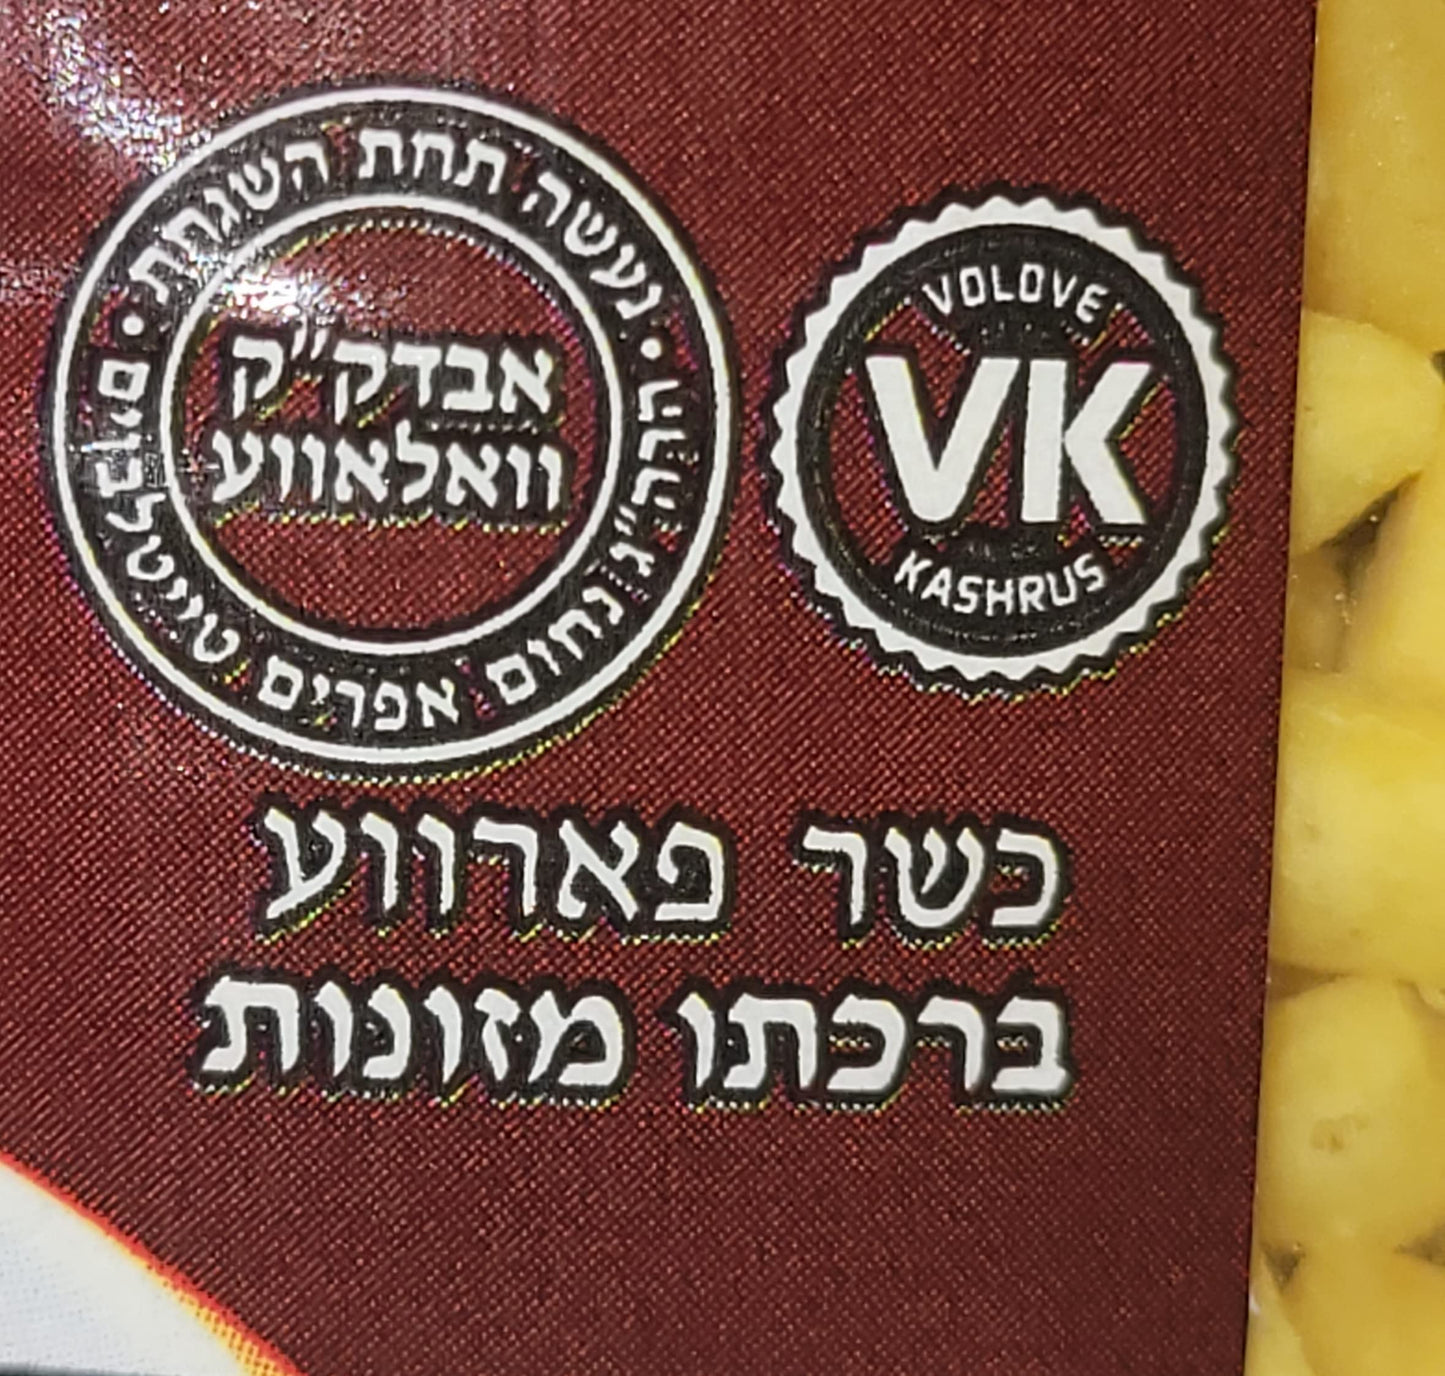 נעשה תחת השגחת
אבדק"ק
וואלאווע
הרה"ג נחום אפרים טייטלבוים
VOLOVE
VK
KASHRUS
כשר פארווע
ברכתו מזונות